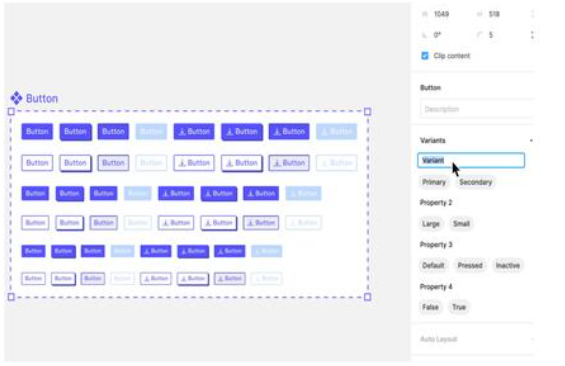 W 1049 H 518
0° 5
Clip content
Button
Button
Description
Variants
Variant
Primary Secondary
Property 2
Large Small
Property 3
Default Pressed Inactive
Property 4
False True
Auto Layout
Button Button Button Button Button Button Button Button
Button Button Button Button Button Button Button Button
Button Button Button Button Button Button Button Button
Button Button Button Button Button Button Button Button
Button Button Button Button Button Button Button Button
Button Button Button Button Button Button Button Button